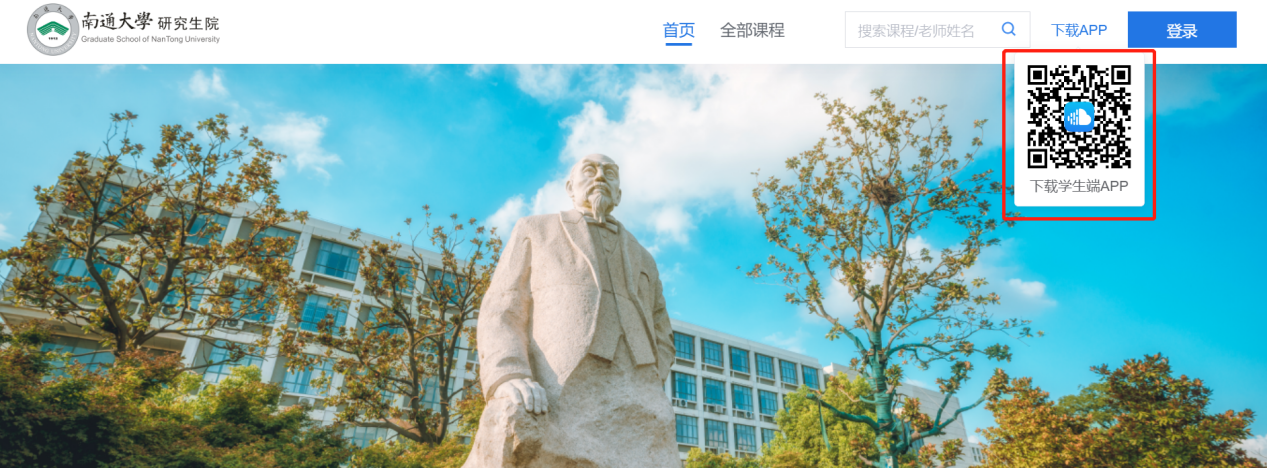 南通大學 研究生院
Graduate School of NanTong University
首页
全部课程
搜索课程/老师姓名
下载APP
登录
下载学生端APP